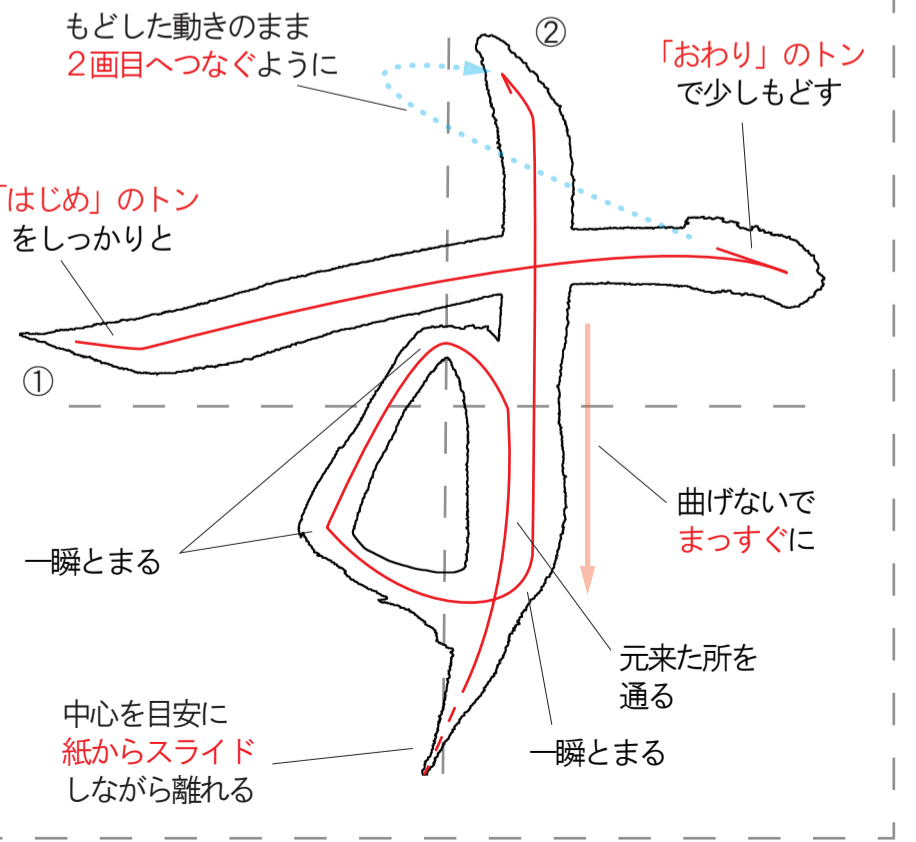 もどした動きのまま
2画目へつなぐように
②
「おわり」のトン
で少しもどす
「はじめ」のトン
をしっかりと
①
曲げないで
まっすぐに
一瞬とまる
元来た所を
通る
一瞬とまる
中心を目安に
紙からスライド
しながら離れる